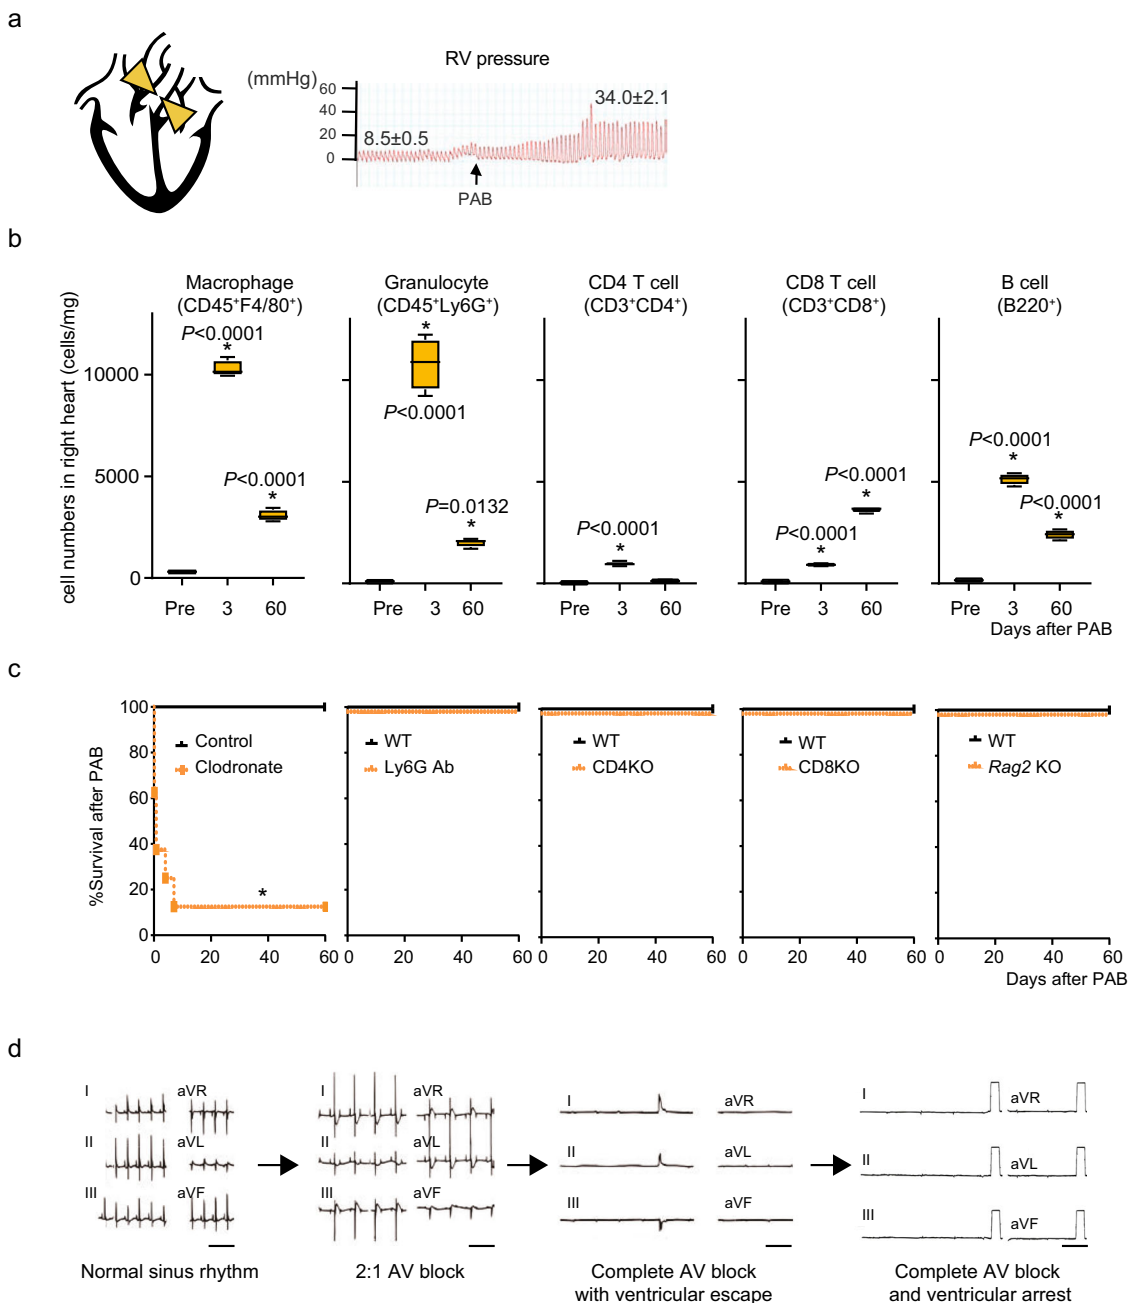 a
RV pressure
(mmHg)
60
40
20
0
8.5±0.5
34.0±2.1
PAB
b
cell numbers in right heart (cells/mg)
Macrophage
(CD45⁺F4/80⁺)
Granulocyte
(CD45⁺Ly6G⁺)
CD4 T cell
(CD3⁺CD4⁺)
CD8 T cell
(CD3⁺CD8⁺)
B cell
(B220⁺)
10000
5000
0
P<0.0001
*
P<0.0001
*
*
P<0.0001
P=0.0132
*
P<0.0001
*
P<0.0001
*
P<0.0001
*
P<0.0001
*
P<0.0001
*
Pre 3 60
Pre 3 60
Pre 3 60
Pre 3 60
Pre 3 60
Days after PAB
c
%Survival after PAB
100
80
60
40
20
0
Control
Clodronate
*
WT
Ly6G Ab
WT
CD4KO
WT
CD8KO
WT
Rag2 KO
0 20 40 60
0 20 40 60
0 20 40 60
0 20 40 60
0 20 40 60
Days after PAB
d
I aVR
II aVL
III aVF
Normal sinus rhythm
I aVR
II aVL
III aVF
2:1 AV block
I aVR
II aVL
III aVF
Complete AV block
with ventricular escape
I aVR
II aVL
III aVF
Complete AV block
and ventricular arrest